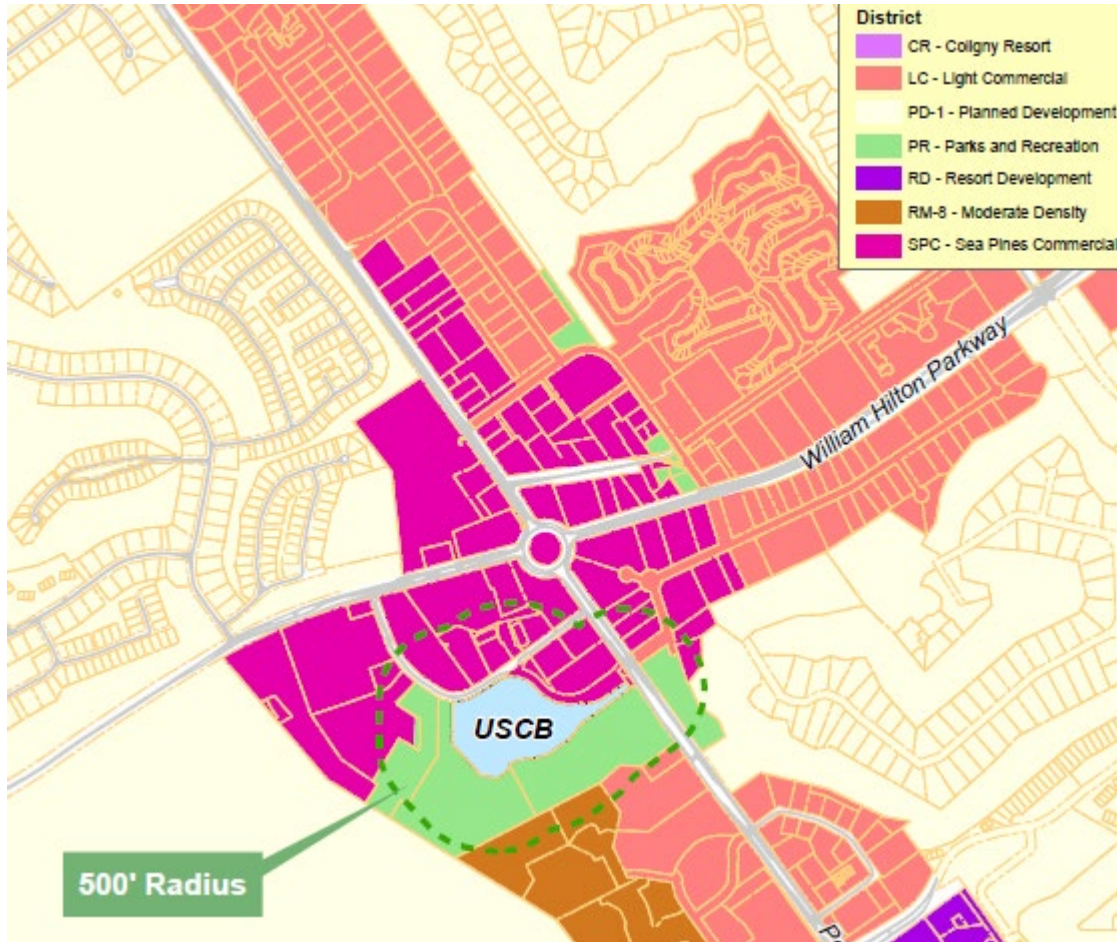 District
CR - Coligny Resort
LC - Light Commercial
PD-1 - Planned Development
PR - Parks and Recreation
RD - Resort Development
RM-8 - Moderate Density
SPC - Sea Pines Commercial
William Hilton Parkway
USCB
500' Radius